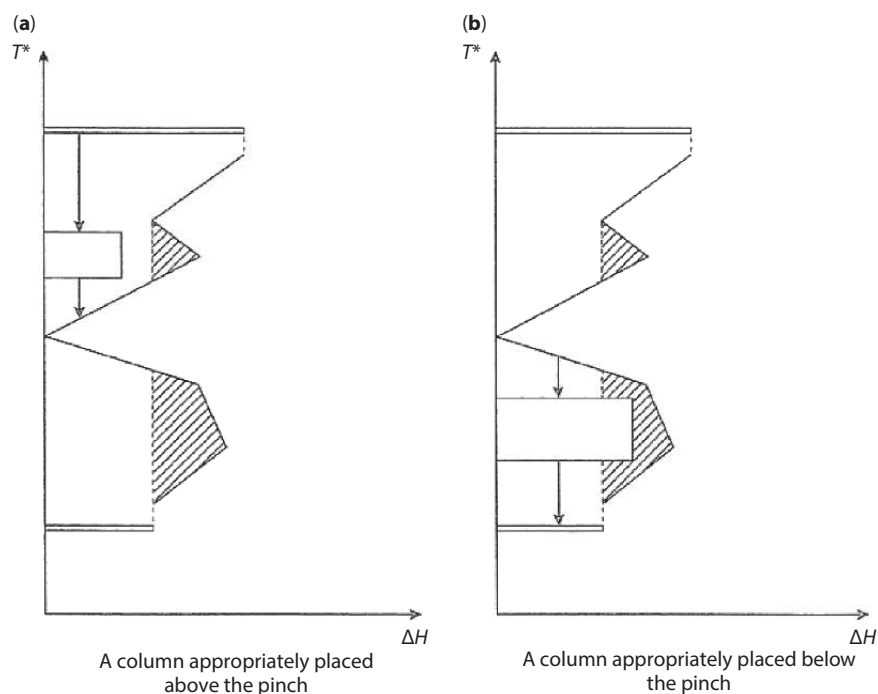 (a)
T*
ΔH
A column appropriately placed
above the pinch
(b)
T*
ΔH
A column appropriately placed below
the pinch